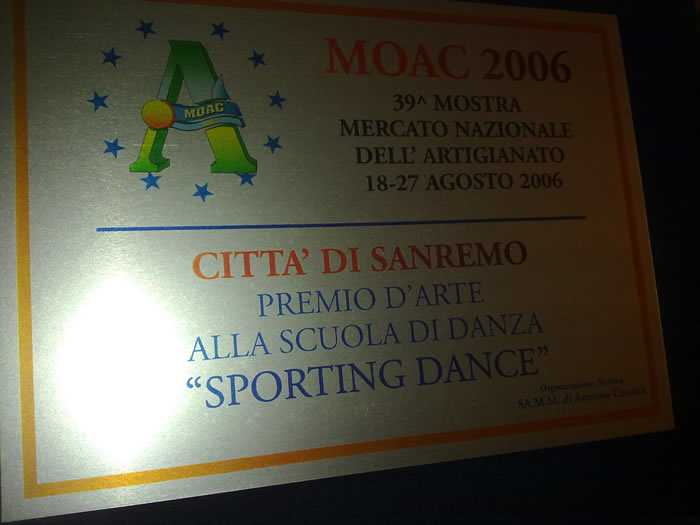 MOAC
MOAC 2006
39^ MOSTRA
MERCATO NAZIONALE
DELL' ARTIGIANATO
18-27 AGOSTO 2006
CITTA' DI SANREMO
PREMIO D'ARTE
ALLA SCUOLA DI DANZA
“SPORTING DANCE”
Organizzazione Tecnica
SA.M.M. di Antonio